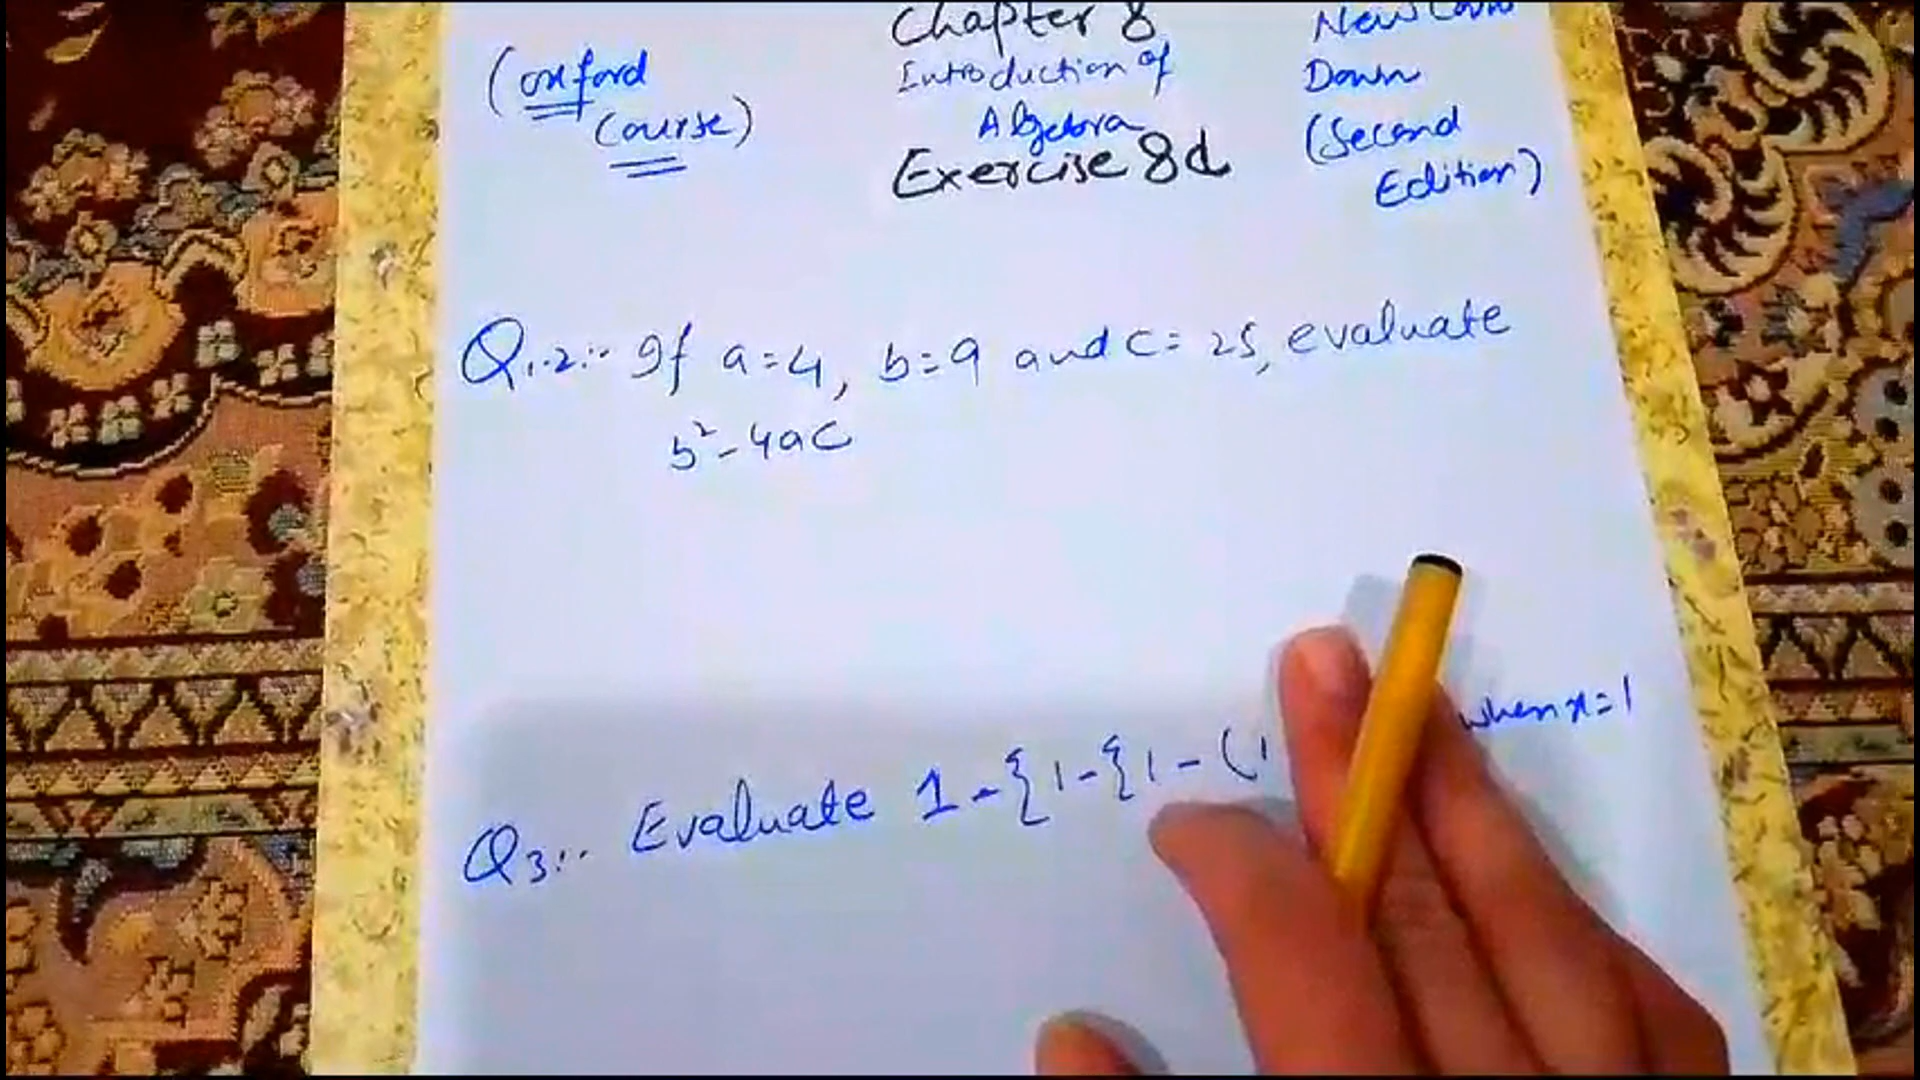 Chapter 8
New
(Oxford
Course)
Introduction of
Algebra
Down
(Second
Edition)
Exercise 8d
Q.2:- If a=4, b=9 and c=25, evaluate
b²-4ac
Q3:- Evaluate 1-{1-{1-(1 when x=1